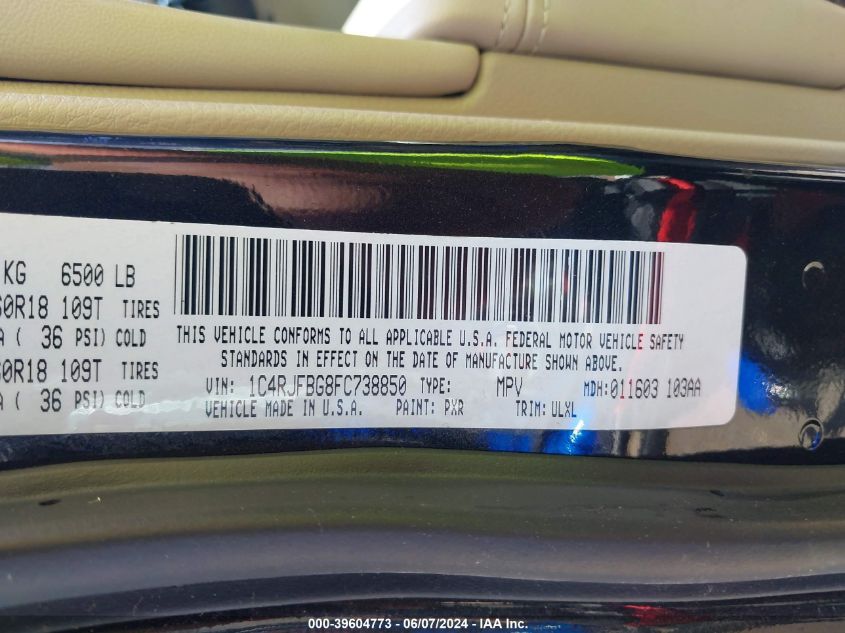 KG 6500 LB
60R18 109T TIRES
( 36 PSI) COLD
60R18 109T TIRES
( 36 PSI) COLD
THIS VEHICLE CONFORMS TO ALL APPLICABLE U.S.A. FEDERAL MOTOR VEHICLE SAFETY
STANDARDS IN EFFECT ON THE DATE OF MANUFACTURE SHOWN ABOVE.
VIN: 1C4RJFBG8FC738850 TYPE: MPV MDH:011603 103AA
VEHICLE MADE IN U.S.A. PAINT: PXR TRIM: ULXL
000-39604773 - 06/07/2024 - IAA Inc.